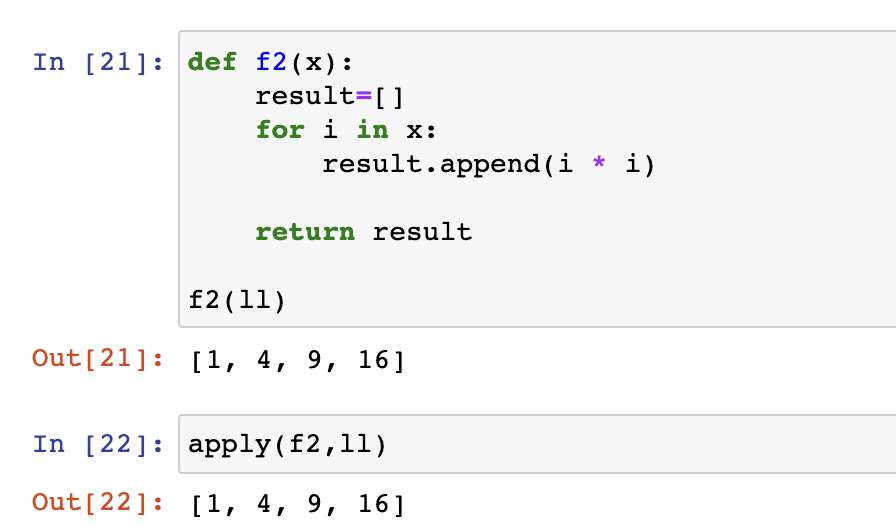 In [21]: def f2(x):
    result=[]
    for i in x:
        result.append(i * i)

    return result

f2(ll)
Out[21]: [1, 4, 9, 16]
In [22]: apply(f2,ll)
Out[22]: [1, 4, 9, 16]